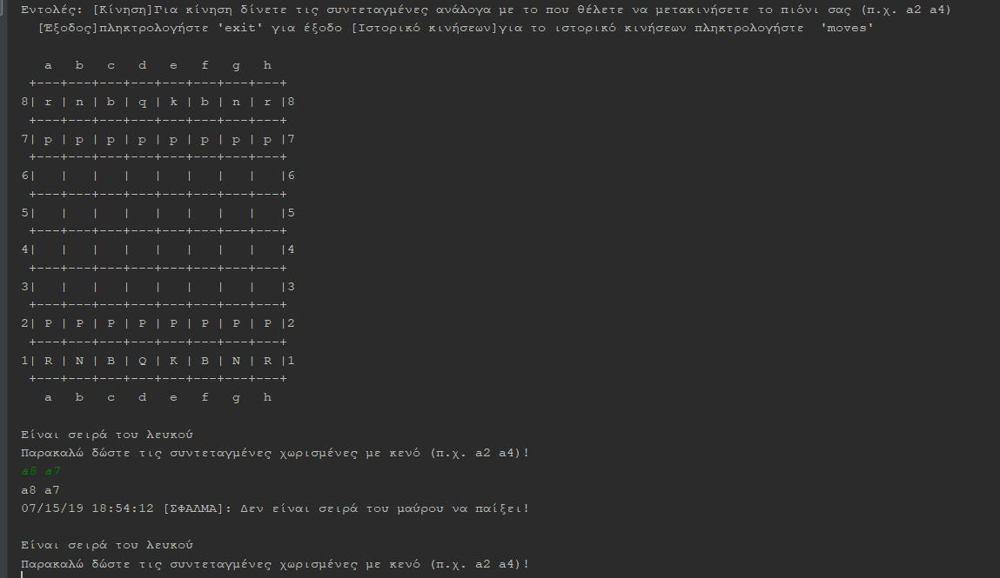 Εντολές: [Κίνηση]Για κίνηση δίνετε τις συντεταγμένες ανάλογα με το που θέλετε να μετακινήσετε το πιόνι σας (π.χ. a2 a4)
[Έξοδος]πληκτρολογήστε 'exit' για έξοδο [Ιστορικό κινήσεων]για το ιστορικό κινήσεων πληκτρολογήστε  'moves'
   a   b   c   d   e   f   g   h
 +---+---+---+---+---+---+---+---+
8| r | n | b | q | k | b | n | r |8
 +---+---+---+---+---+---+---+---+
7| p | p | p | p | p | p | p | p |7
 +---+---+---+---+---+---+---+---+
6|   |   |   |   |   |   |   |   |6
 +---+---+---+---+---+---+---+---+
5|   |   |   |   |   |   |   |   |5
 +---+---+---+---+---+---+---+---+
4|   |   |   |   |   |   |   |   |4
 +---+---+---+---+---+---+---+---+
3|   |   |   |   |   |   |   |   |3
 +---+---+---+---+---+---+---+---+
2| P | P | P | P | P | P | P | P |2
 +---+---+---+---+---+---+---+---+
1| R | N | B | Q | K | B | N | R |1
 +---+---+---+---+---+---+---+---+
   a   b   c   d   e   f   g   h
Είναι σειρά του λευκού
Παρακαλώ δώστε τις συντεταγμένες χωρισμένες με κενό (π.χ. a2 a4)!
a8 a7
a8 a7
07/15/19 18:54:12 [ΣΦΑΛΜΑ]: Δεν είναι σειρά του μαύρου να παίξει!
Είναι σειρά του λευκού
Παρακαλώ δώστε τις συντεταγμένες χωρισμένες με κενό (π.χ. a2 a4)!